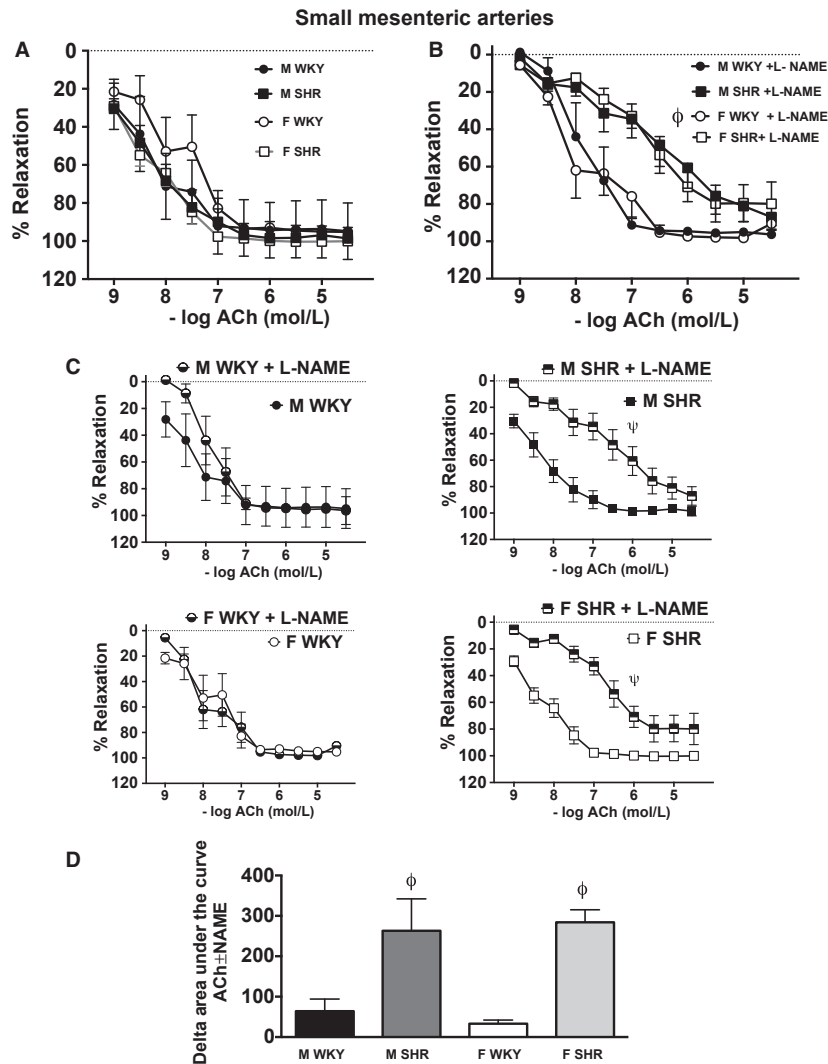 Small mesenteric arteries
A
0
20
40
60
80
100
120
% Relaxation
9 8 7 6 5
- log ACh (mol/L)
M WKY
M SHR
F WKY
F SHR
B
0
20
40
60
80
100
120
% Relaxation
9 8 7 6 5
- log ACh (mol/L)
M WKY +L- NAME
M SHR +L-NAME
ϕ F WKY + L-NAME
F SHR+ L-NAME
C
M WKY + L-NAME
M WKY
0
20
40
60
80
100
120
% Relaxation
9 8 7 6 5
- log ACh (mol/L)
M SHR + L-NAME
M SHR
ψ
0
20
40
60
80
100
120
% Relaxation
9 8 7 6 5
- log ACh (mol/L)
F WKY + L-NAME
F WKY
0
20
40
60
80
100
120
% Relaxation
9 8 7 6 5
- log ACh (mol/L)
F SHR + L-NAME
F SHR
ψ
0
20
40
60
80
100
120
% Relaxation
9 8 7 6 5
- log ACh (mol/L)
D
Delta area under the curve
ACh±NAME
400
300
200
100
0
ϕ ϕ
M WKY M SHR F WKY F SHR